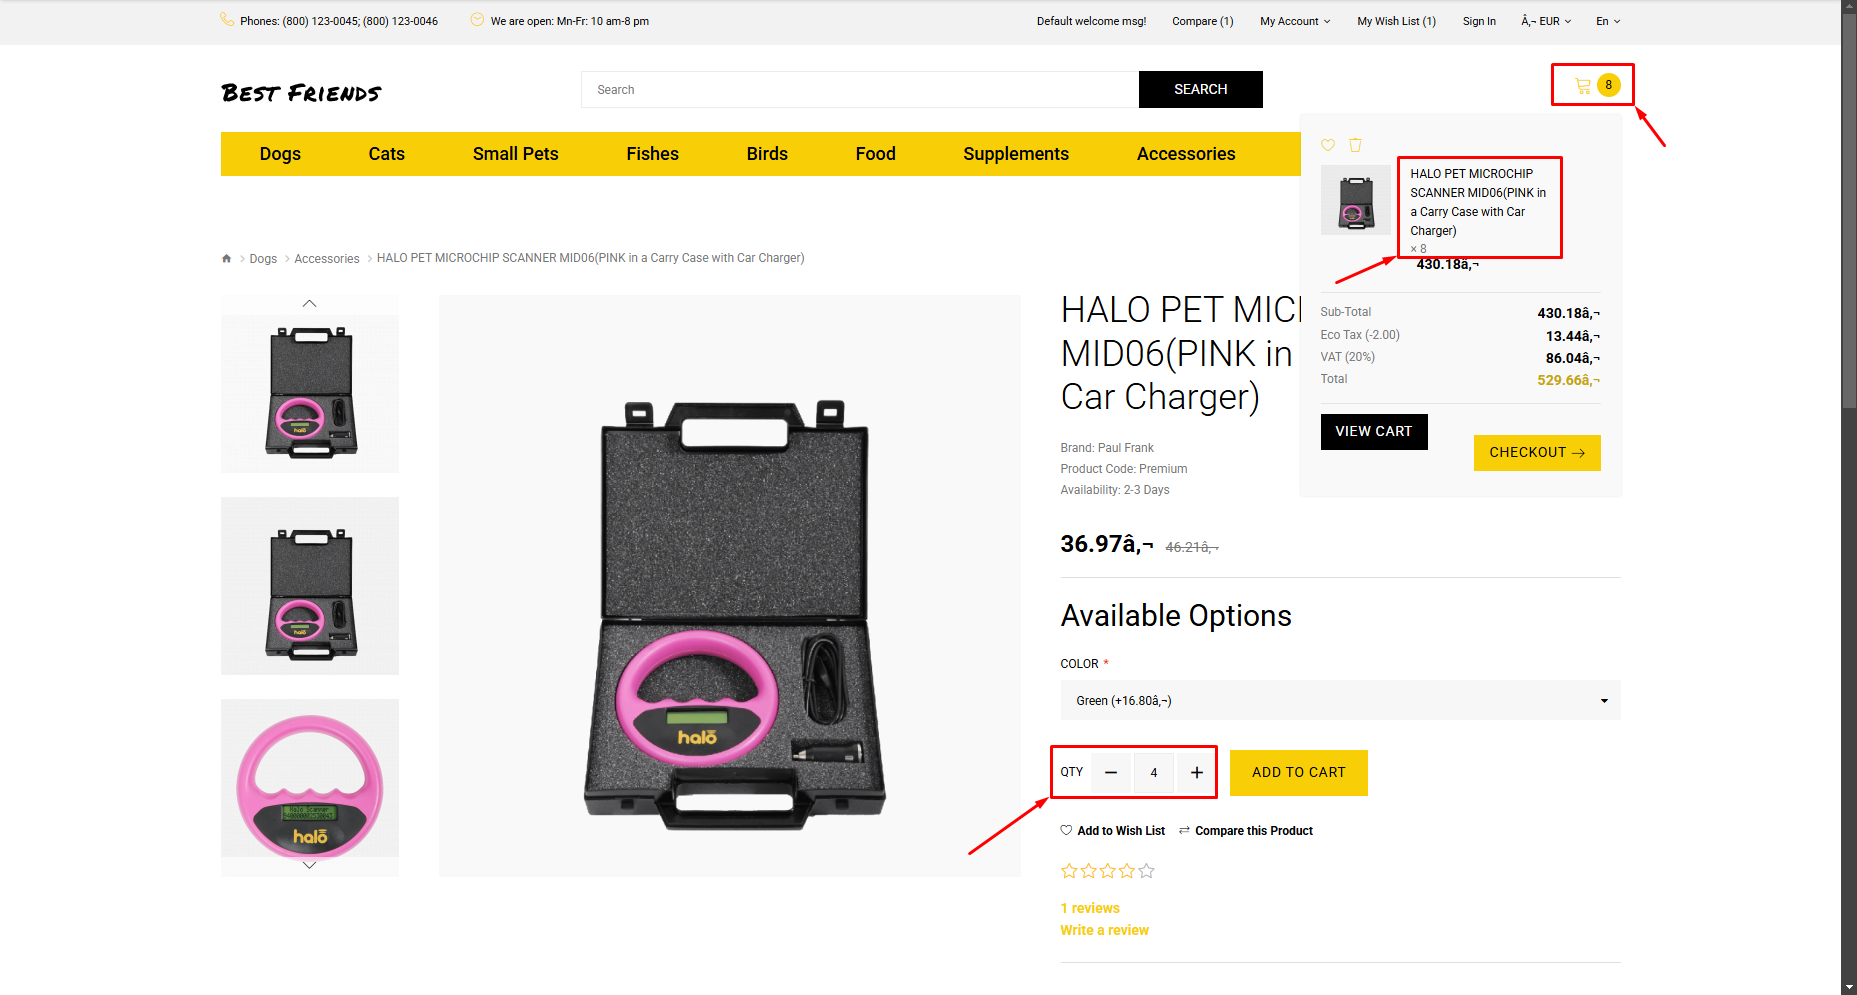 Phones: (800) 123-0045; (800) 123-0046
We are open: Mn-Fr: 10 am-8 pm
Default welcome msg!
Compare (1)
My Account
My Wish List (1)
Sign In
Â‚¬ EUR
En
Best Friends
Search
SEARCH
8
Dogs
Cats
Small Pets
Fishes
Birds
Food
Supplements
Accessories
HALO PET MICROCHIP
SCANNER MID06(PINK in
a Carry Case with Car
Charger)
× 8
430.18â‚¬
Sub-Total 430.18â‚¬
Eco Tax (-2.00) 13.44â‚¬
VAT (20%) 86.04â‚¬
Total 529.66â‚¬
VIEW CART
CHECKOUT
Dogs
Accessories
HALO PET MICROCHIP SCANNER MID06(PINK in a Carry Case with Car Charger)
halo
halo
halo
halo
HALO PET MIC
MID06(PINK in
Car Charger)
Brand: Paul Frank
Product Code: Premium
Availability: 2-3 Days
36.97â‚¬ 46.21â‚¬
Available Options
COLOR *
Green (+16.80â‚¬)
QTY − 4 +
ADD TO CART
Add to Wish List
Compare this Product
1 reviews
Write a review